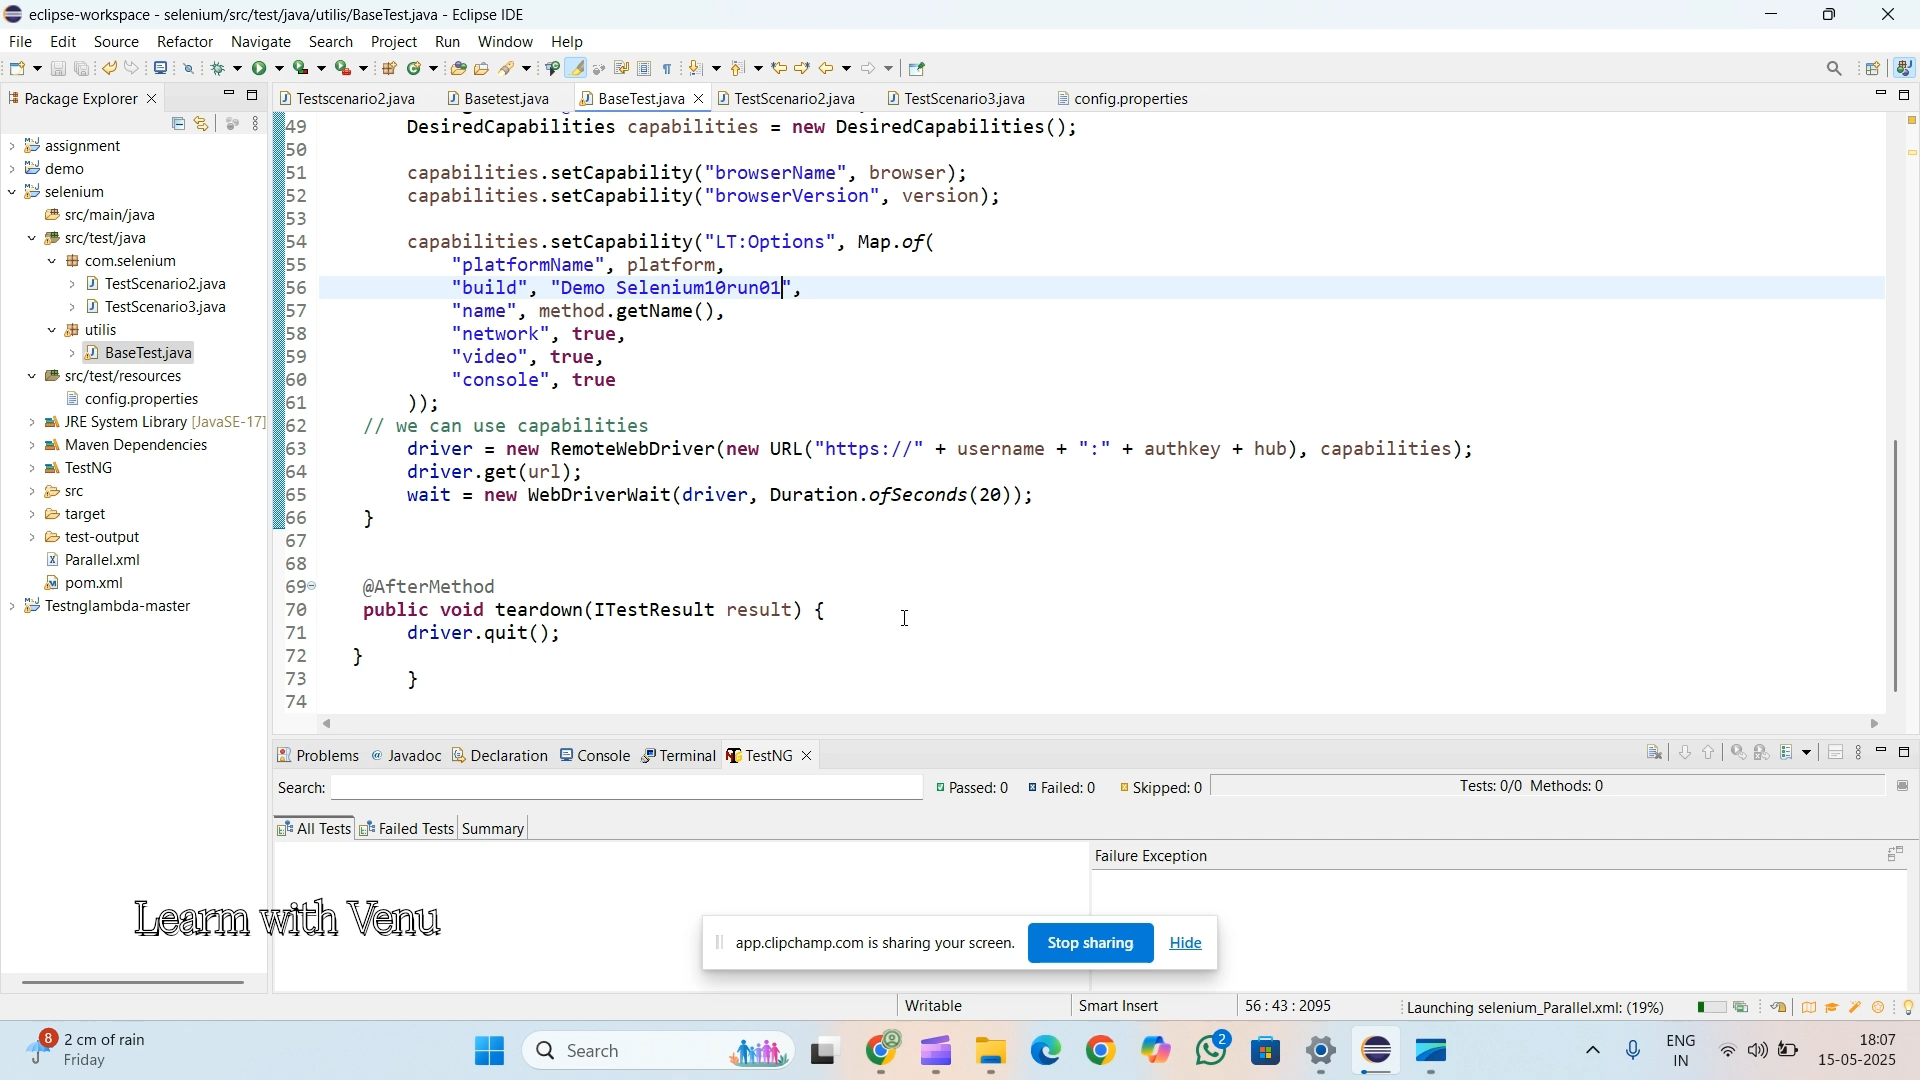 eclipse-workspace - selenium/src/test/java/utilis/BaseTest.java - Eclipse IDE
File Edit Source Refactor Navigate Search Project Run Window Help
Package Explorer
Testscenario2.java Basetest.java BaseTest.java TestScenario2.java TestScenario3.java config.properties
assignment
demo
selenium
src/main/java
src/test/java
com.selenium
TestScenario2.java
TestScenario3.java
utilis
BaseTest.java
src/test/resources
config.properties
JRE System Library [JavaSE-17]
Maven Dependencies
TestNG
src
target
test-output
Parallel.xml
pom.xml
Testnglambda-master
49 DesiredCapabilities capabilities = new DesiredCapabilities();
50
51 capabilities.setCapability("browserName", browser);
52 capabilities.setCapability("browserVersion", version);
53
54 capabilities.setCapability("LT:Options", Map.of(
55 "platformName", platform,
56 "build", "Demo Selenium10run01",
57 "name", method.getName(),
58 "network", true,
59 "video", true,
60 "console", true
61 ));
62 // we can use capabilities
63 driver = new RemoteWebDriver(new URL("https://" + username + ":" + authkey + hub), capabilities);
64 driver.get(url);
65 wait = new WebDriverWait(driver, Duration.ofSeconds(20));
66 }
67
68
69 @AfterMethod
70 public void teardown(ITestResult result) {
71 driver.quit();
72 }
73 }
74
Problems @ Javadoc Declaration Console Terminal TestNG
Search: Passed: 0 Failed: 0 Skipped: 0 Tests: 0/0 Methods: 0
All Tests Failed Tests Summary
Failure Exception
Learm with Venu
app.clipchamp.com is sharing your screen. Stop sharing Hide
Writable Smart Insert 56 : 43 : 2095 Launching selenium_Parallel.xml: (19%)
8 2 cm of rain
Friday
Search
2
ENG
IN
18:07
15-05-2025